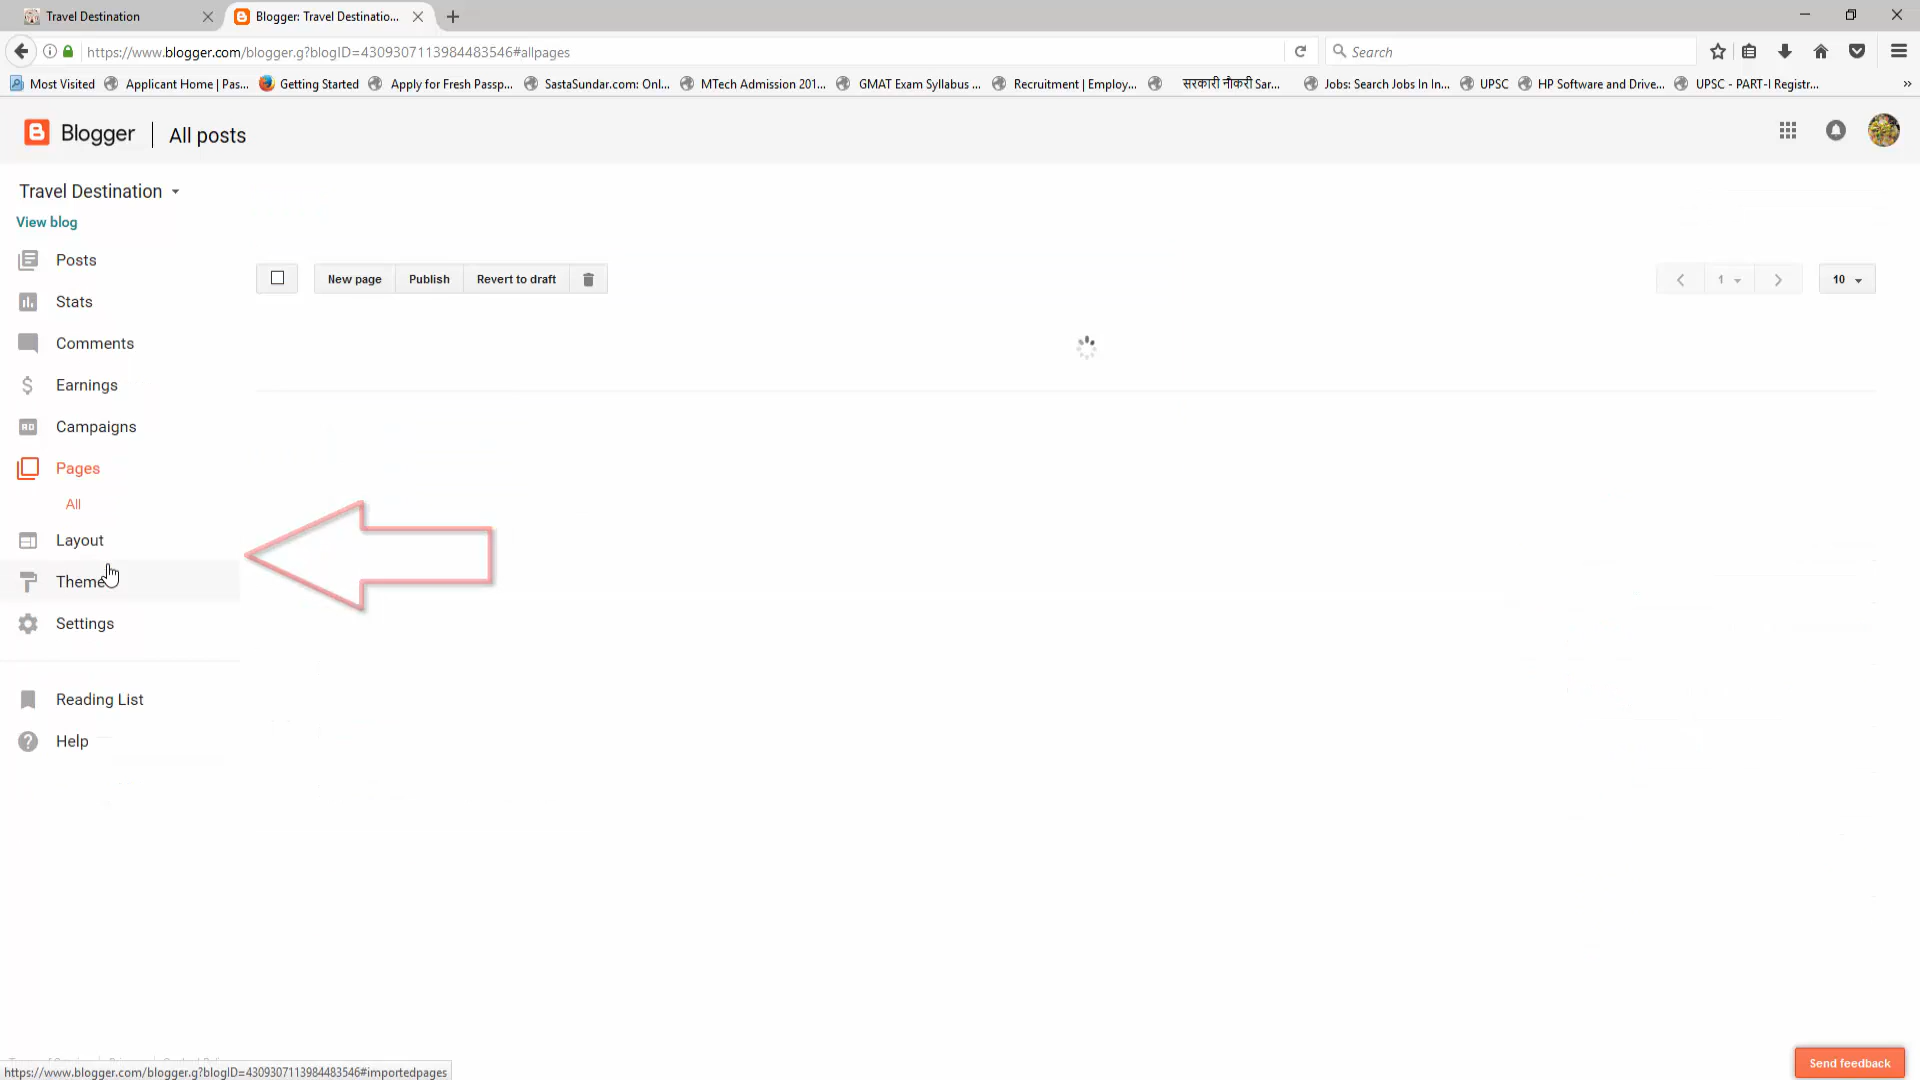 Travel Destination
Blogger: Travel Destinatio...
https://www.blogger.com/blogger.g?blogID=4309307113984483546#allpages
Search
Most Visited
Applicant Home | Pas...
Getting Started
Apply for Fresh Passp...
SastaSundar.com: Onl...
MTech Admission 201...
GMAT Exam Syllabus ...
Recruitment | Employ...
सरकारी नौकरी Sar...
Jobs: Search Jobs In In...
UPSC
HP Software and Drive...
UPSC - PART-I Registr...
Blogger
All posts
Travel Destination
View blog
Posts
Stats
Comments
Earnings
Campaigns
Pages
All
Layout
Theme
Settings
Reading List
Help
New page
Publish
Revert to draft
1
10
https://www.blogger.com/blogger.g?blogID=4309307113984483546#importedpages
Send feedback